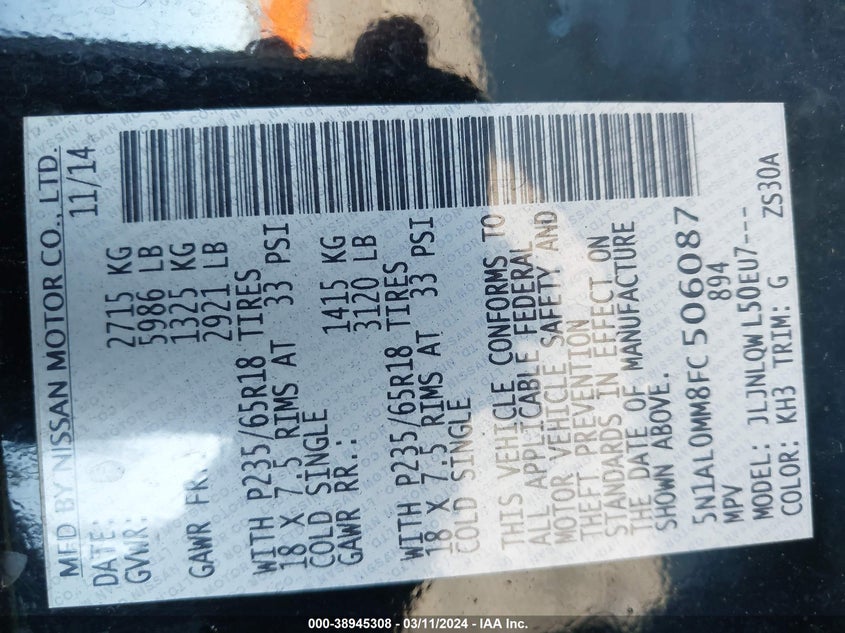 MFD BY NISSAN MOTOR CO., LTD.
DATE: 11/14
GVWR: 2715 KG
5986 LB
GAWR FR.: 1325 KG
2921 LB
WITH P235/65R18 TIRES
18 X 7.5 RIMS AT 33 PSI
COLD SINGLE
GAWR RR.: 1415 KG
3120 LB
WITH P235/65R18 TIRES
18 X 7.5 RIMS AT 33 PSI
COLD SINGLE
THIS VEHICLE CONFORMS TO
ALL APPLICABLE FEDERAL
MOTOR VEHICLE SAFETY AND
THEFT PREVENTION
STANDARDS IN EFFECT ON
THE DATE OF MANUFACTURE
SHOWN ABOVE.
5N1AL0MM8FC506087
MPV 894
MODEL: JLJNLQWL50EU7---
COLOR: KH3 TRIM: G ZS30A
000-38945308 - 03/11/2024 - IAA Inc.